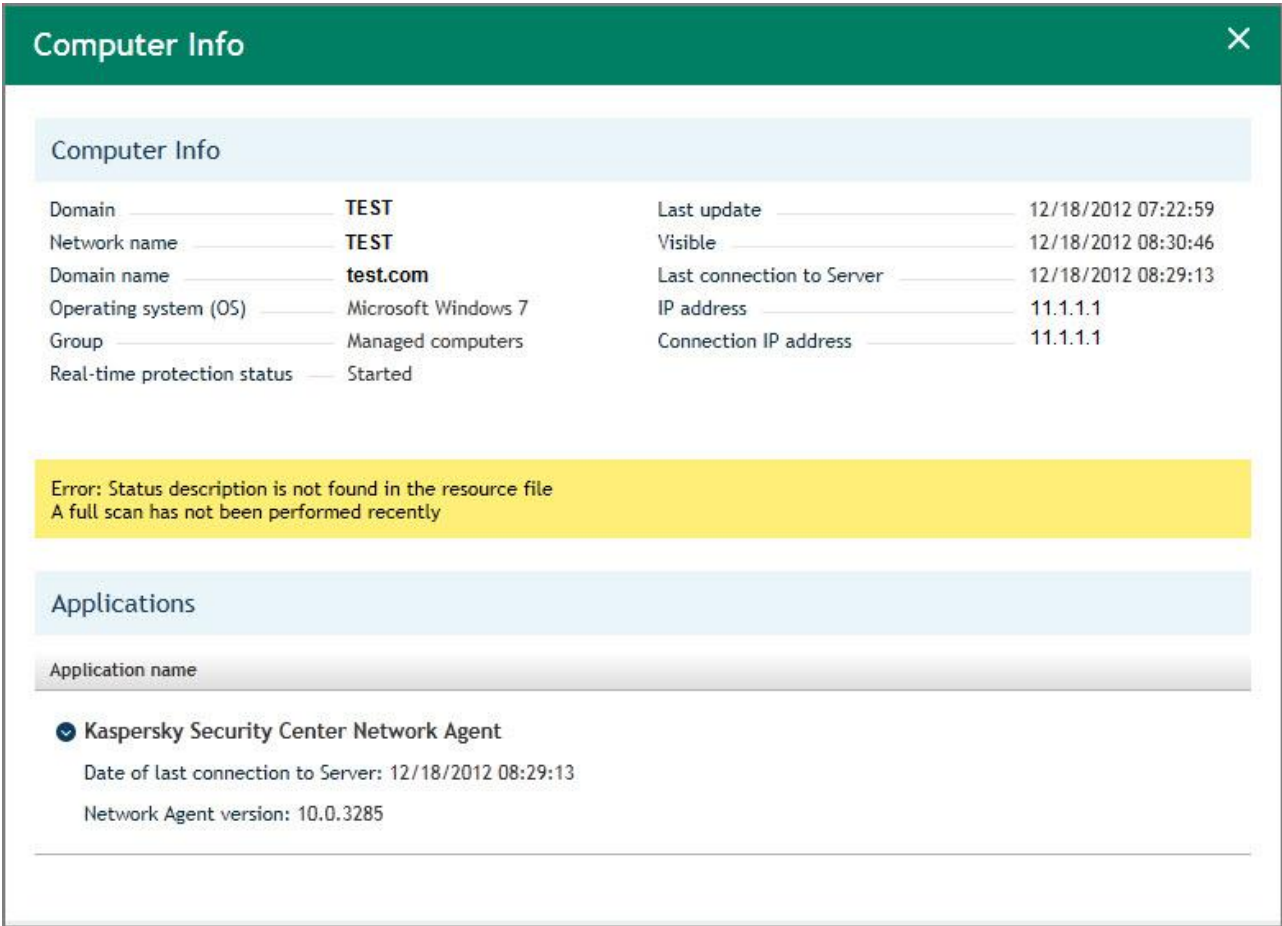 Computer Info
Computer Info
Domain TEST
Network name TEST
Domain name test.com
Operating system (OS) Microsoft Windows 7
Group Managed computers
Real-time protection status Started
Last update 12/18/2012 07:22:59
Visible 12/18/2012 08:30:46
Last connection to Server 12/18/2012 08:29:13
IP address 11.1.1.1
Connection IP address 11.1.1.1
Error: Status description is not found in the resource file
A full scan has not been performed recently
Applications
Application name
Kaspersky Security Center Network Agent
Date of last connection to Server: 12/18/2012 08:29:13
Network Agent version: 10.0.3285